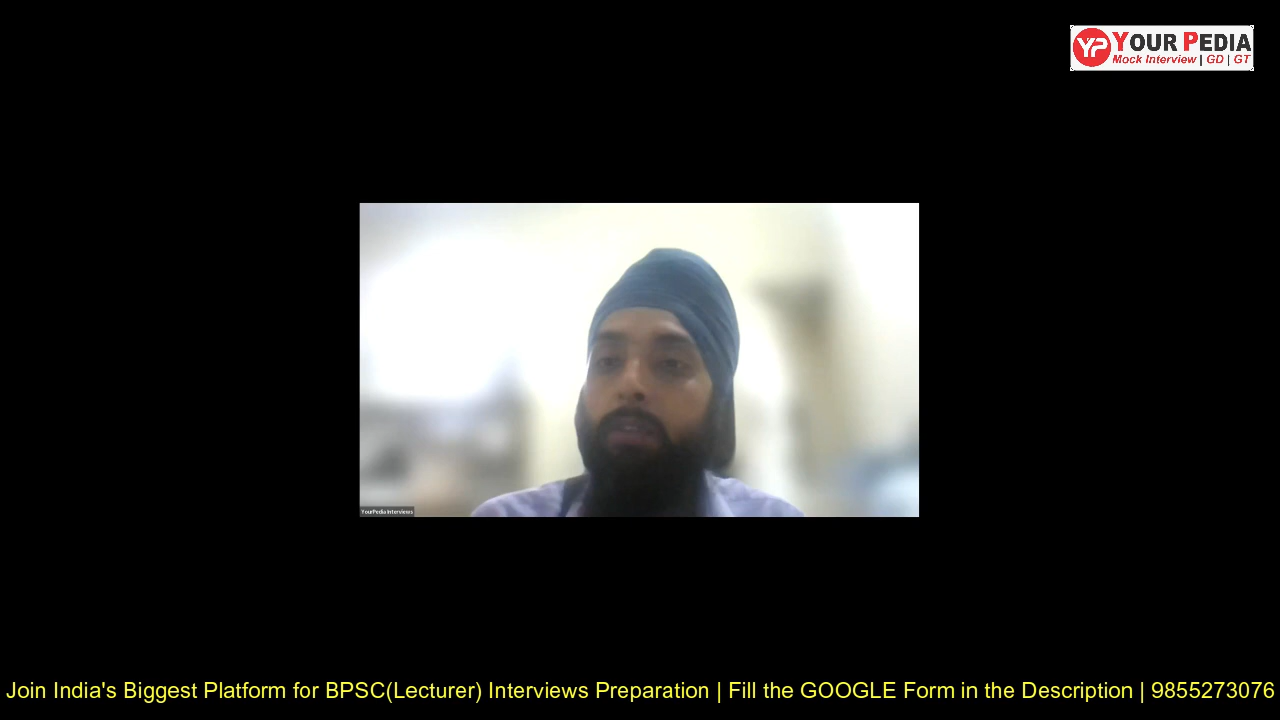 YP YOUR PEDIA
Mock Interview | GD | GT
YourPedia Interviews
Join India's Biggest Platform for BPSC(Lecturer) Interviews Preparation | Fill the GOOGLE Form in the Description | 9855273076